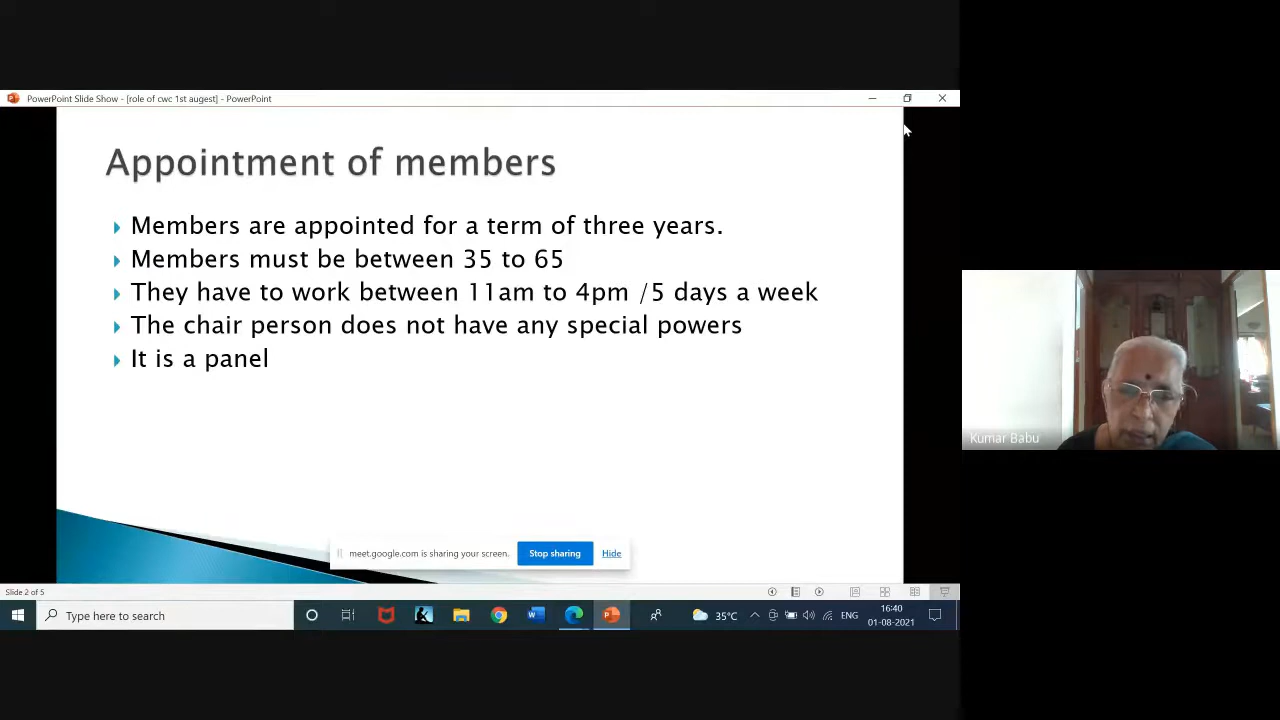 PowerPoint Slide Show - [role of cwc 1st augest] - PowerPoint
Appointment of members
Members are appointed for a term of three years.
Members must be between 35 to 65
They have to work between 11am to 4pm /5 days a week
The chair person does not have any special powers
It is a panel
Kumar Babu
meet.google.com is sharing your screen.
Stop sharing
Hide
Slide 2 of 5
Type here to search
35°C
ENG
16:40
01-08-2021